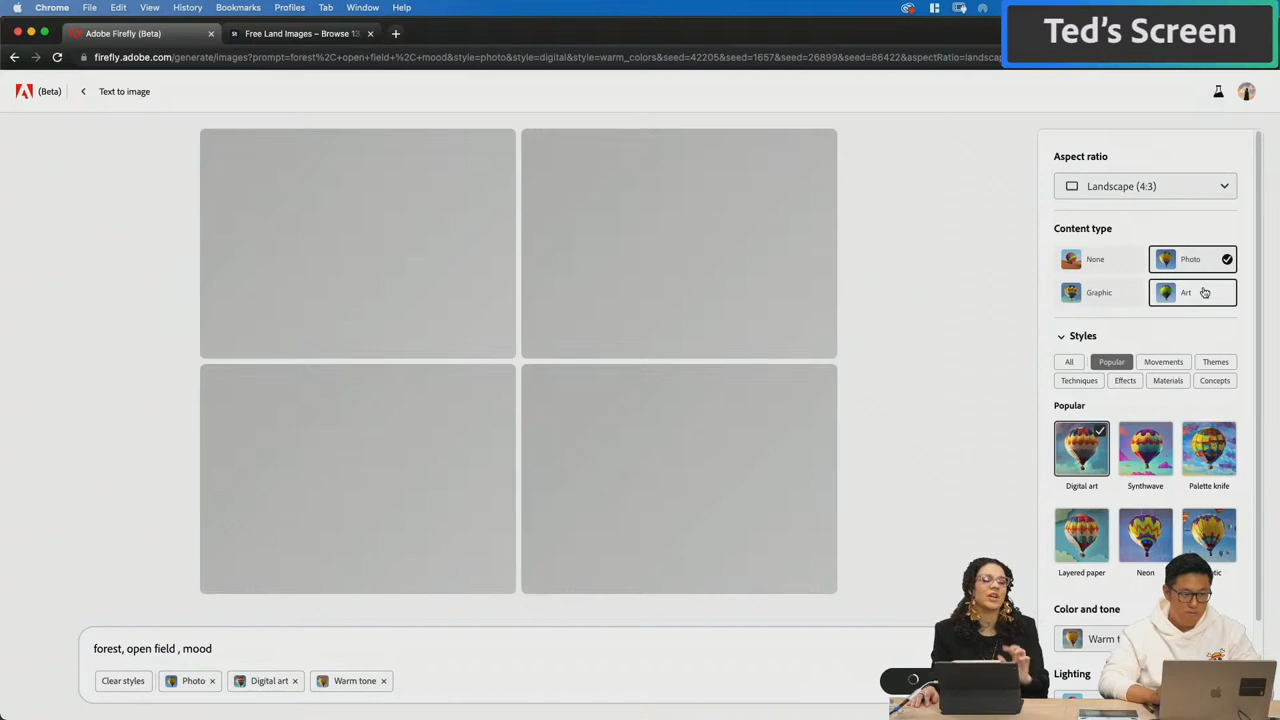 Chrome File Edit View History Bookmarks Profiles Tab Window Help
Ted's Screen
Adobe Firefly (Beta)
Free Land Images – Browse 13
firefly.adobe.com/generate/images?prompt=forest%2C+open+field+%2C+mood&style=photo&style=digital&style=warm_colors&seed=42205&seed=1657&seed=26899&seed=86422&aspectRatio=landsca
(Beta)
Text to image
Aspect ratio
Landscape (4:3)
Content type
None
Photo
Graphic
Art
Styles
All
Popular
Movements
Themes
Techniques
Effects
Materials
Concepts
Popular
Digital art
Synthwave
Palette knife
Layered paper
Neon
Color and tone
Warm t
Lighting
forest, open field , mood
Clear styles
Photo
Digital art
Warm tone